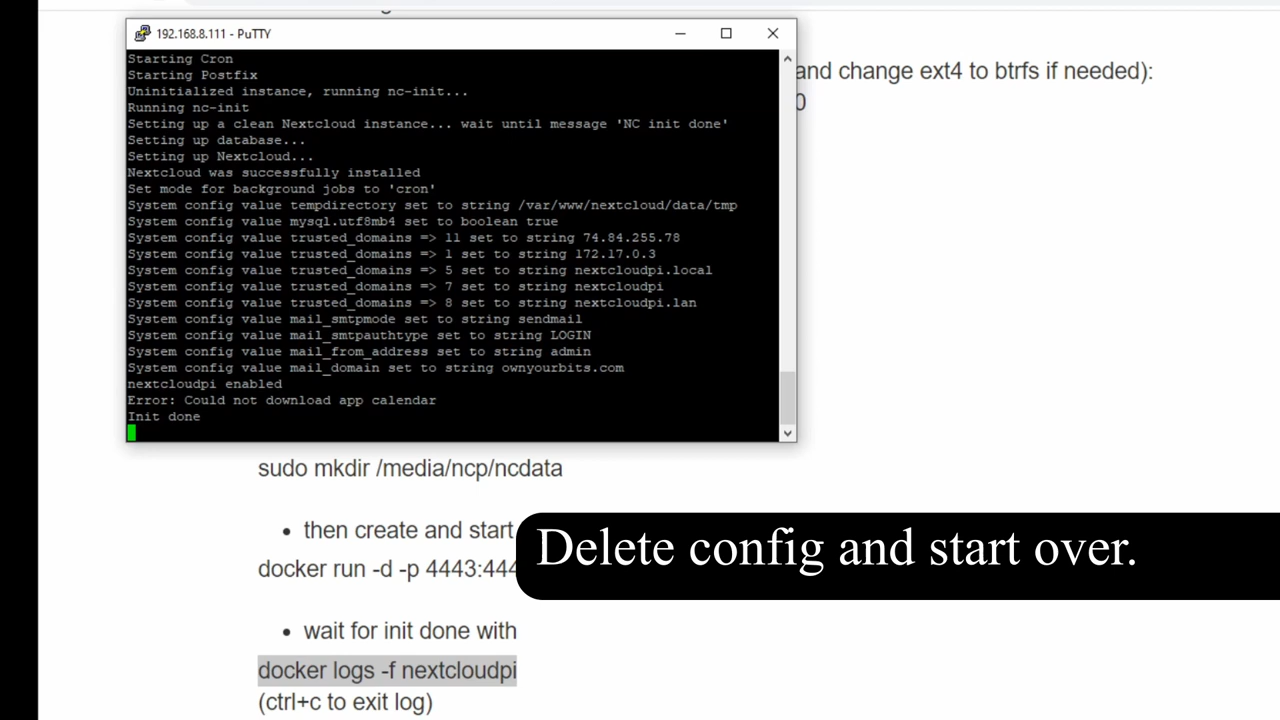 192.168.8.111 - PuTTY
and change ext4 to btrfs if needed):
0
Starting Cron
Starting Postfix
Uninitialized instance, running nc-init...
Running nc-init
Setting up a clean Nextcloud instance... wait until message 'NC init done'
Setting up database...
Setting up Nextcloud...
Nextcloud was successfully installed
Set mode for background jobs to 'cron'
System config value tempdirectory set to string /var/www/nextcloud/data/tmp
System config value mysql.utf8mb4 set to boolean true
System config value trusted_domains => 11 set to string 74.84.255.78
System config value trusted_domains => 1 set to string 172.17.0.3
System config value trusted_domains => 5 set to string nextcloudpi.local
System config value trusted_domains => 7 set to string nextcloudpi
System config value trusted_domains => 8 set to string nextcloudpi.lan
System config value mail_smtpmode set to string sendmail
System config value mail_smtpauthtype set to string LOGIN
System config value mail_from_address set to string admin
System config value mail_domain set to string ownyourbits.com
nextcloudpi enabled
Error: Could not download app calendar
Init done
sudo mkdir /media/ncp/ncdata
• then create and start
Delete config and start over.
docker run -d -p 4443:444
• wait for init done with
docker logs -f nextcloudpi
(ctrl+c to exit log)